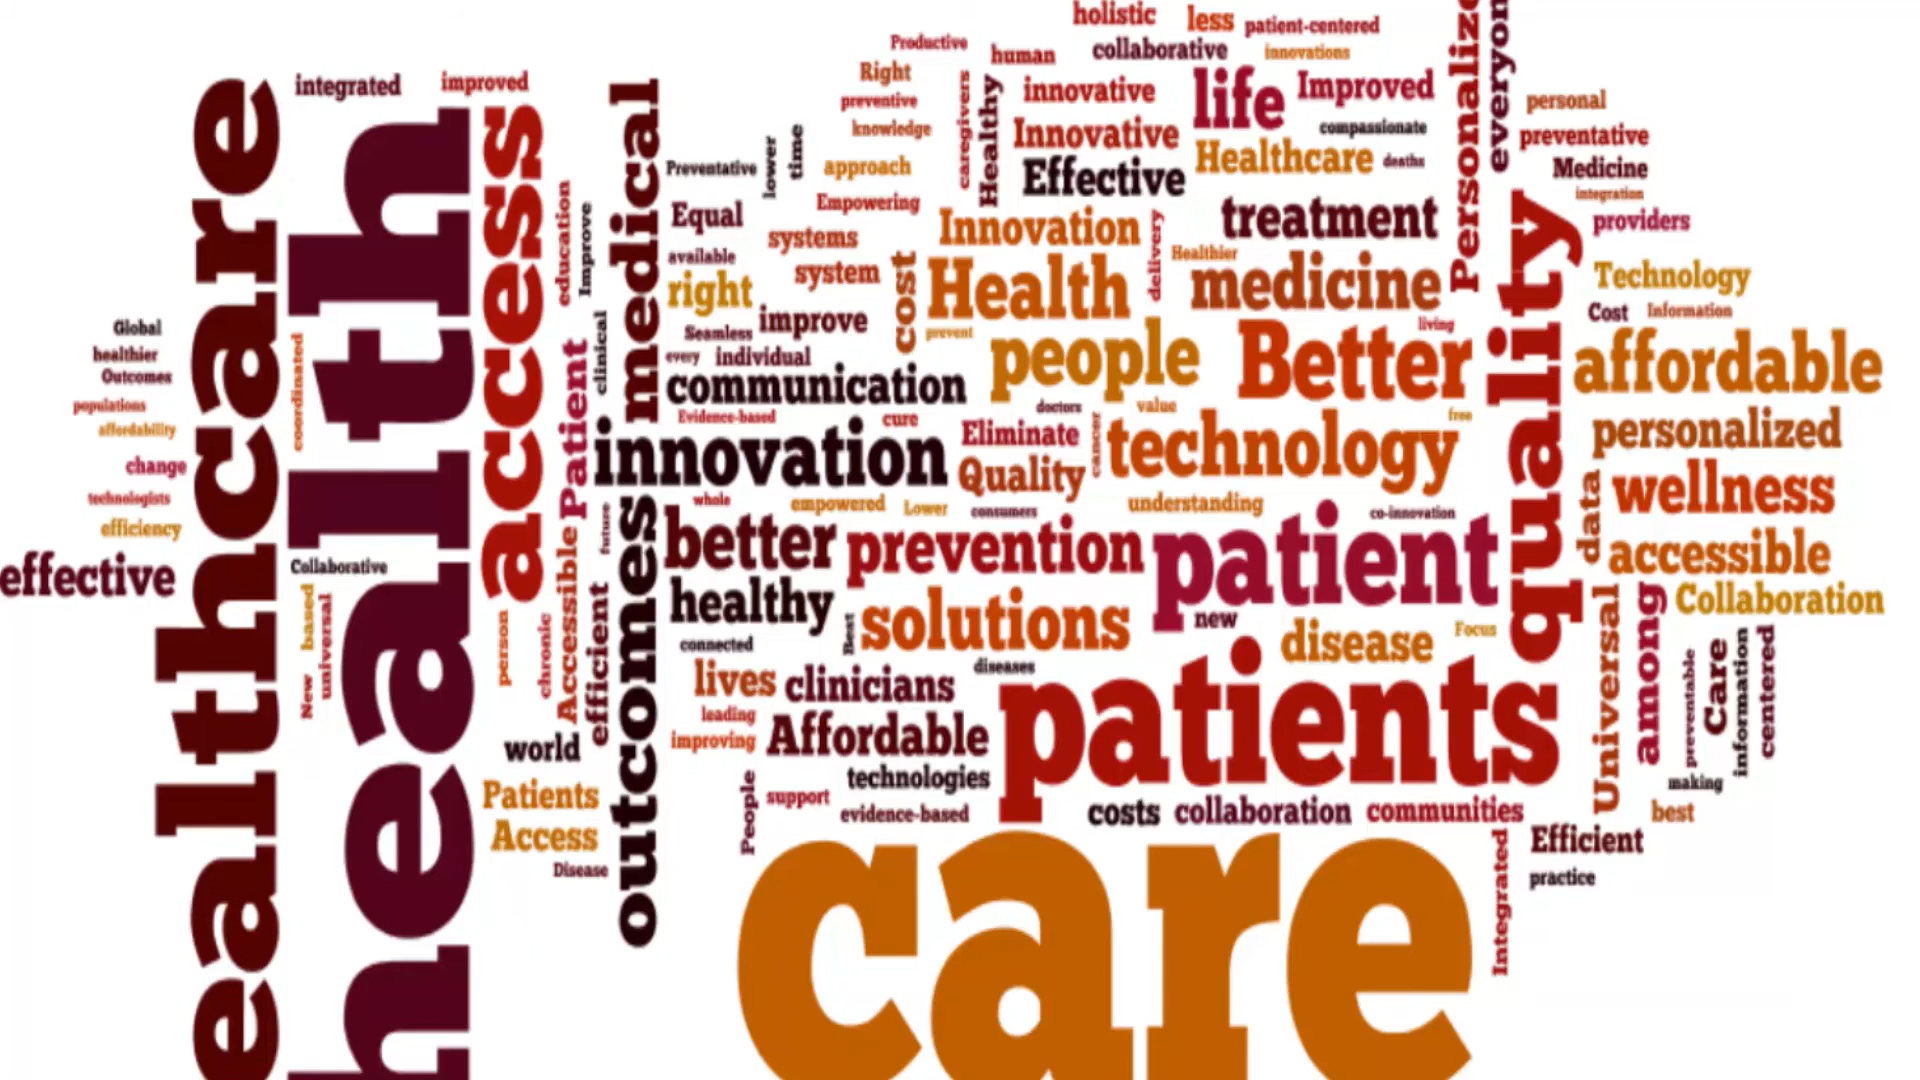 holistic
less
patient-centered
Productive
human
collaborative
innovations
Right
integrated
improved
preventive
innovative
life
Improved
personal
knowledge
caregivers
Healthy
Innovative
compassionate
preventative
Preventative
lower
time
approach
Effective
Healthcare
deaths
Medicine
integration
Empowering
Equal
treatment
providers
systems
Innovation
delivery
Healthier
available
system
cost
Health
medicine
Technology
right
education
Improve
medical
access
health
Seamless
improve
prevent
living
Cost
Information
Global
healthier
Outcomes
populations
affordability
change
technologists
efficiency
effective
coordinated
clinical
Patient
every
individual
people
Better
quality
affordable
communication
doctors
value
free
Evidence-based
cure
Eliminate
cancer
technology
personalized
innovation
Quality
data
wellness
whole
empowered
Lower
consumers
understanding
co-innovation
future
better
prevention
patient
accessible
Collaborative
healthy
solutions
new
Collaboration
New
based
universal
person
chronic
Accessible
efficient
outcomes
connected
Best
disease
Focus
diseases
lives
clinicians
patients
Universal
among
preventable
Care
information
centered
leading
improving
Affordable
world
technologies
making
Patients
People
support
evidence-based
costs
collaboration
communities
best
Access
Efficient
Disease
care
Integrated
practice